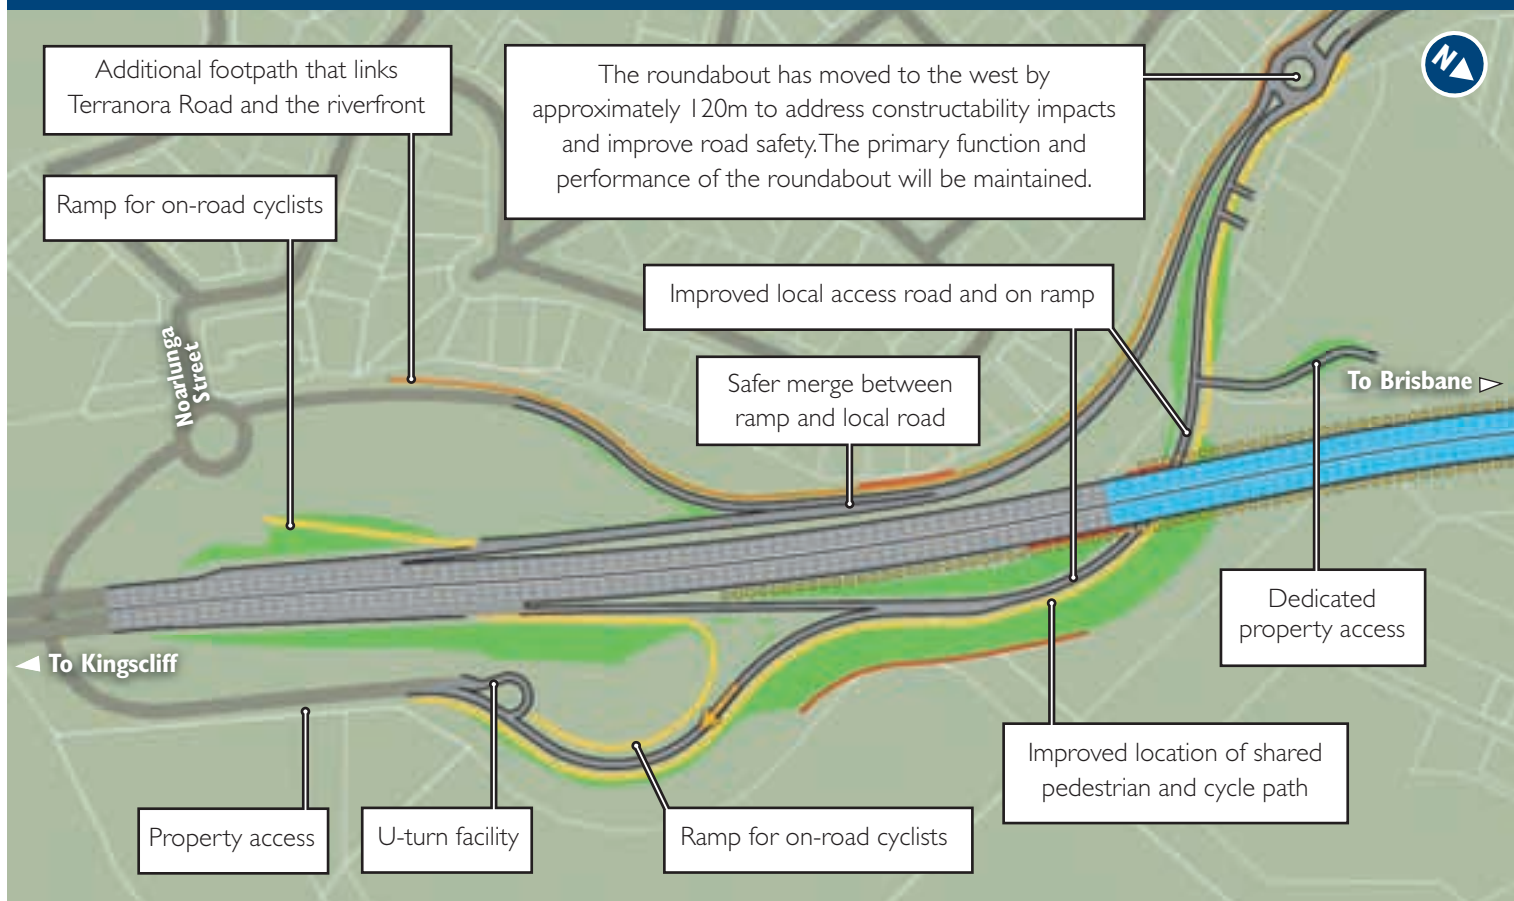 Additional footpath that links
Terranora Road and the riverfront
The roundabout has moved to the west by
approximately 120m to address constructability impacts
and improve road safety. The primary function and
performance of the roundabout will be maintained.
N
Ramp for on-road cyclists
Improved local access road and on ramp
Noarlunga
Street
Safer merge between
ramp and local road
To Brisbane
Dedicated
property access
To Kingscliff
Improved location of shared
pedestrian and cycle path
Property access
U-turn facility
Ramp for on-road cyclists